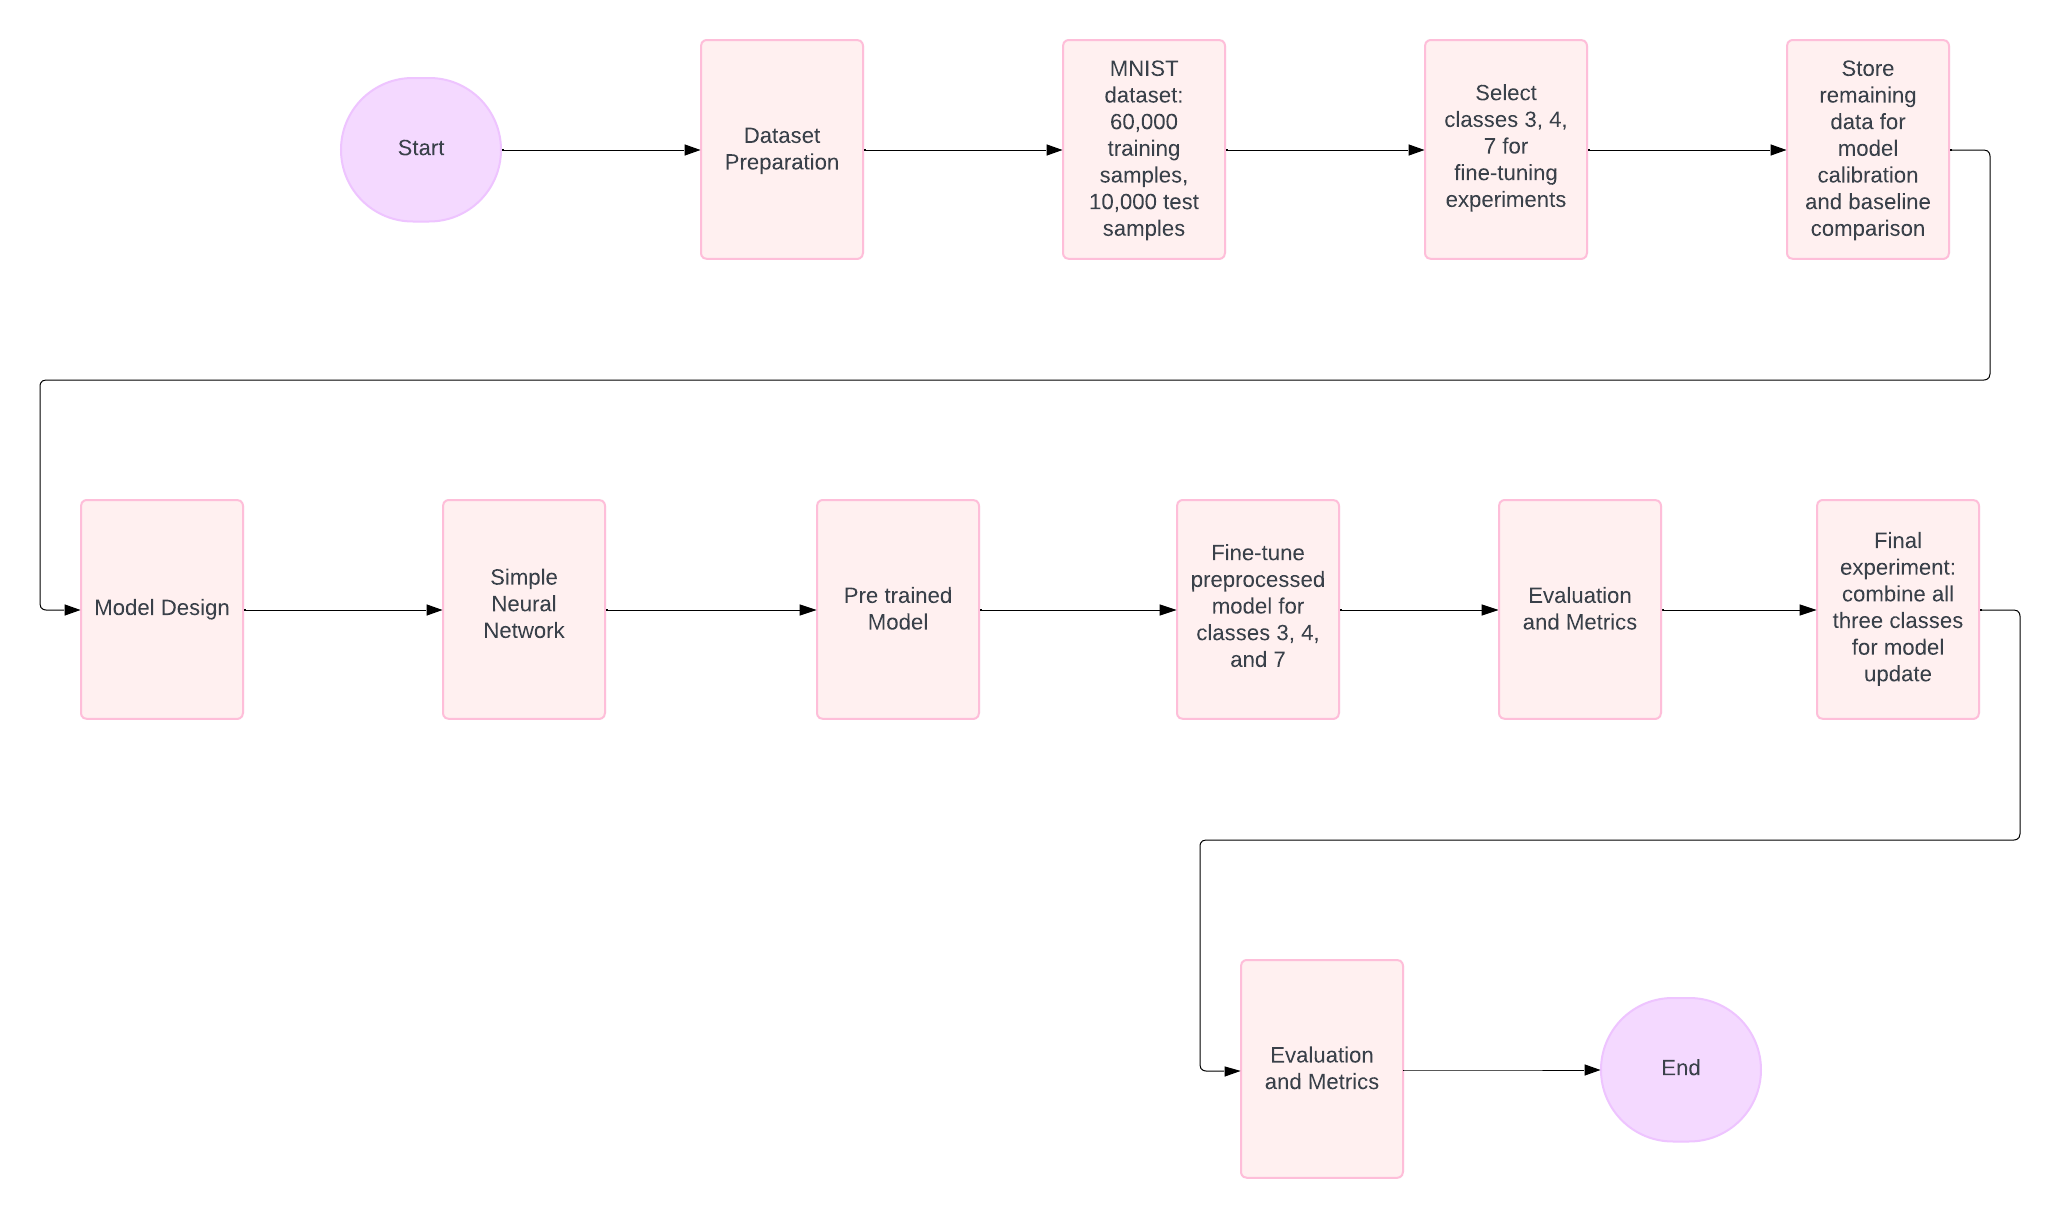 Start
Dataset
Preparation
MNIST
dataset:
60,000
training
samples,
10,000 test
samples
Select
classes 3, 4,
7 for
fine-tuning
experiments
Store
remaining
data for
model
calibration
and baseline
comparison
Model Design
Simple
Neural
Network
Pre trained
Model
Fine-tune
preprocessed
model for
classes 3, 4,
and 7
Evaluation
and Metrics
Final
experiment:
combine all
three classes
for model
update
Evaluation
and Metrics
End